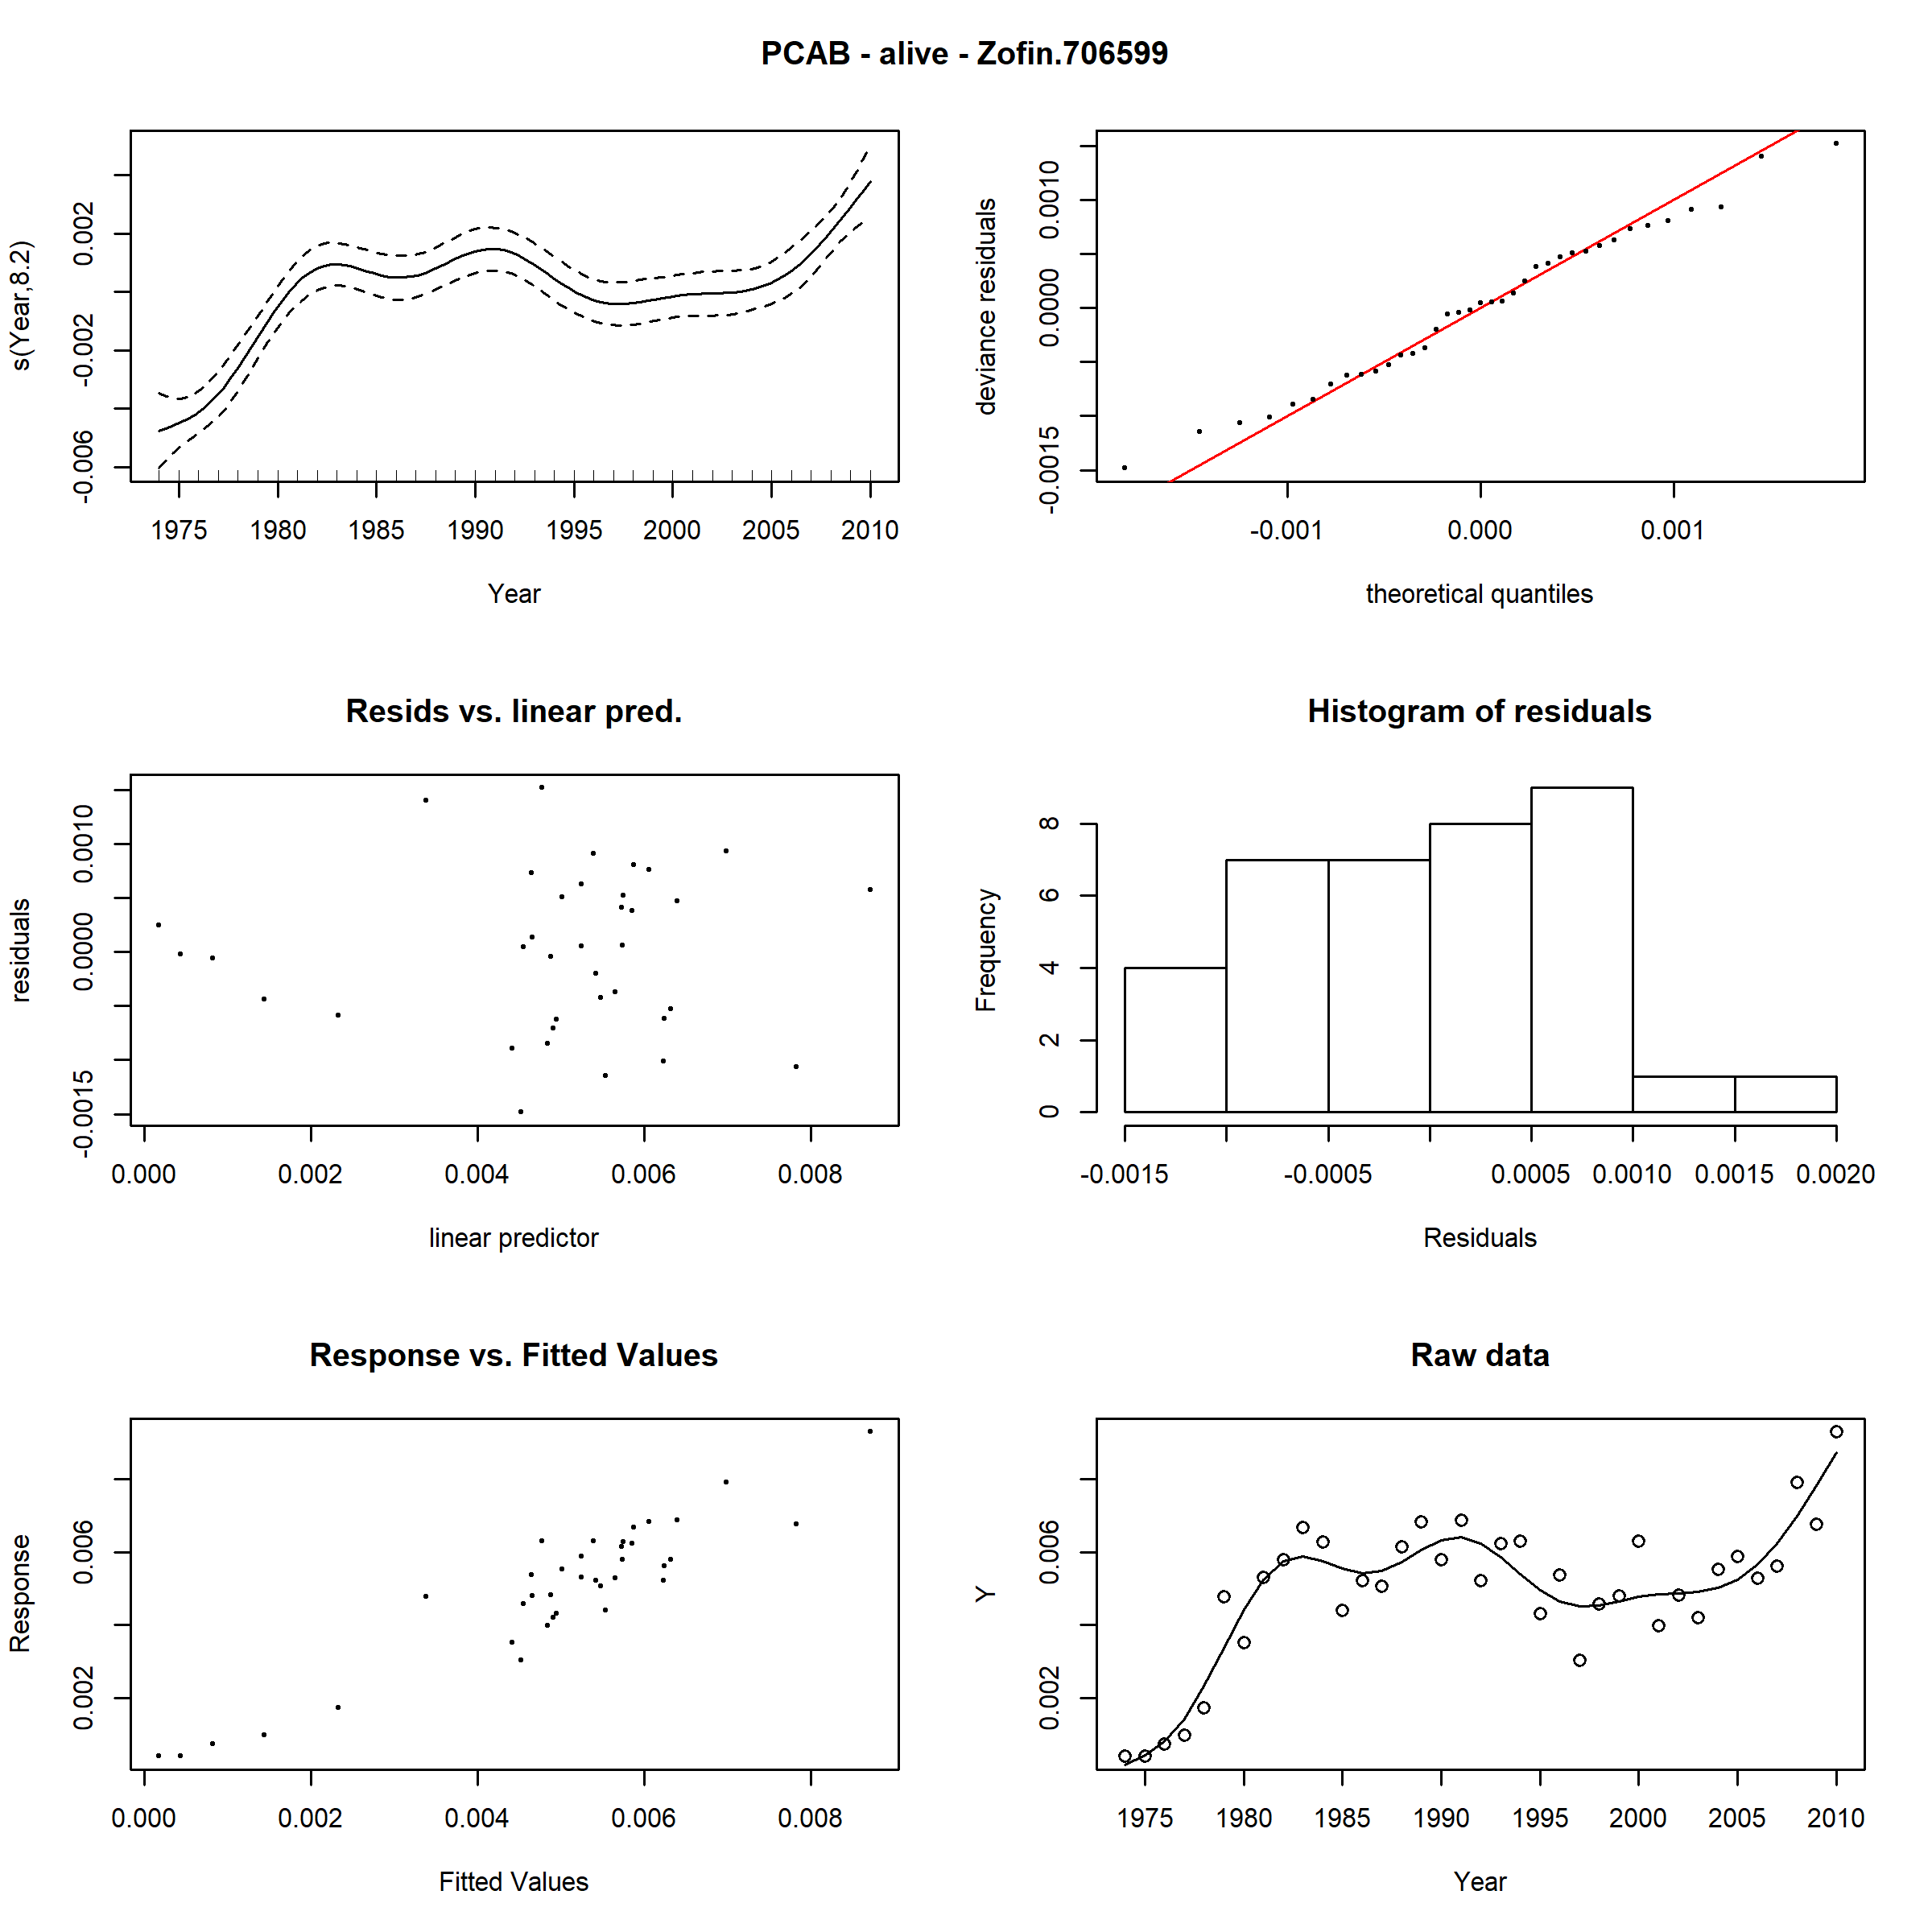 PCAB - alive - Zofin.706599
s(Year,8.2)
-0.006 -0.002 0.002
1975 1980 1985 1990 1995 2000 2005 2010
Year
deviance residuals
-0.0015 0.0000 0.0010
-0.001 0.000 0.001
theoretical quantiles
Resids vs. linear pred.
residuals
-0.0015 0.0000 0.0010
0.000 0.002 0.004 0.006 0.008
linear predictor
Histogram of residuals
Frequency
0 2 4 6 8
-0.0015 -0.0005 0.0005 0.0010 0.0015 0.0020
Residuals
Response vs. Fitted Values
Response
0.002 0.006
0.000 0.002 0.004 0.006 0.008
Fitted Values
Raw data
Y
0.002 0.006
1975 1980 1985 1990 1995 2000 2005 2010
Year